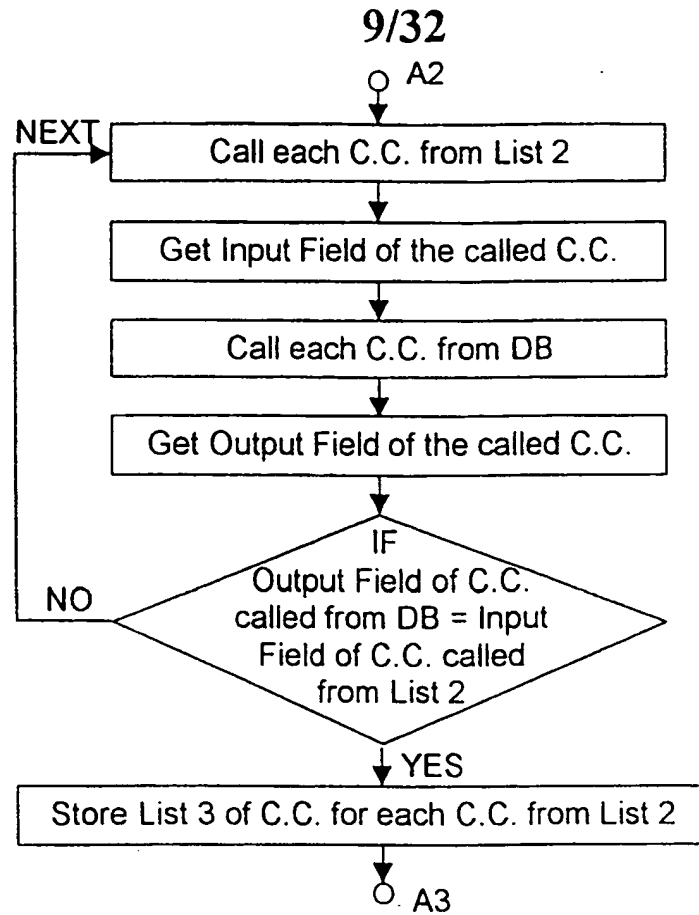 9/32
A2
NEXT
Call each C.C. from List 2
Get Input Field of the called C.C.
Call each C.C. from DB
Get Output Field of the called C.C.
IF
Output Field of C.C.
called from DB = Input
Field of C.C. called
from List 2
NO
YES
Store List 3 of C.C. for each C.C. from List 2
A3